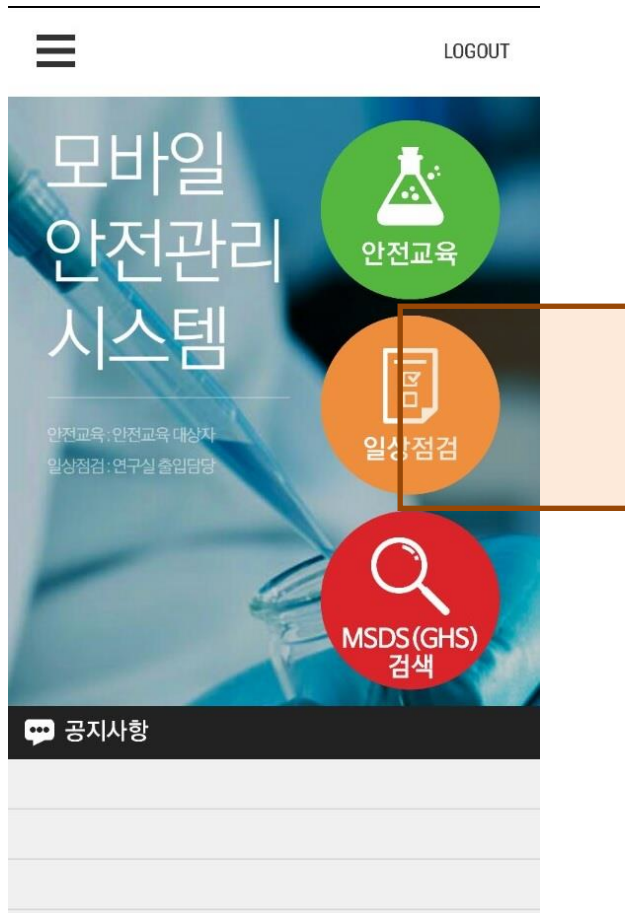 LOGOUT
모바일
안전관리
시스템
안전교육 : 안전교육 대상자
일상점검 : 연구실 출입담당
안전교육
일상점검
MSDS(GHS)
검색
공지사항